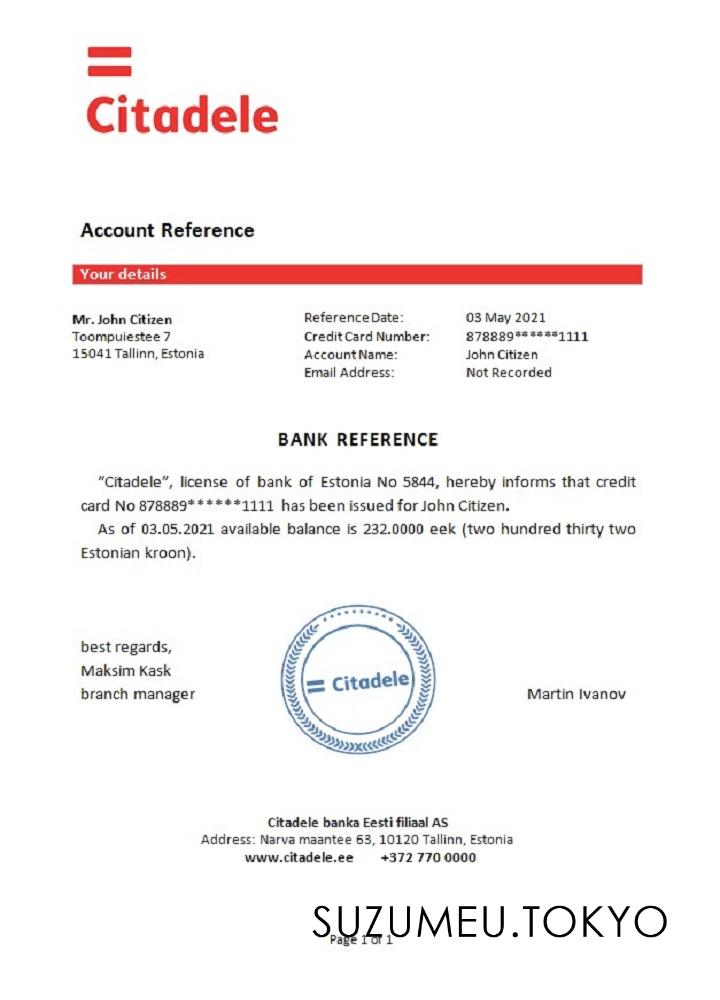 Citadele
Account Reference
Your details
Mr. John Citizen
Toompuiestee 7
15041 Tallinn, Estonia
Reference Date: 03 May 2021
Credit Card Number: 878889******1111
Account Name: John Citizen
Email Address: Not Recorded
BANK REFERENCE
“Citadele”, license of bank of Estonia No 5844, hereby informs that credit
card No 878889******1111 has been issued for John Citizen.
As of 03.05.2021 available balance is 232.0000 eek (two hundred thirty two
Estonian kroon).
best regards,
Maksim Kask
branch manager
Citadele
Martin Ivanov
Citadele banka Eesti filiaal AS
Address: Narva maantee 63, 10120 Tallinn, Estonia
www.citadele.ee +372 770 0000
SUZUMEU.TOKYO
Page 1 of 1